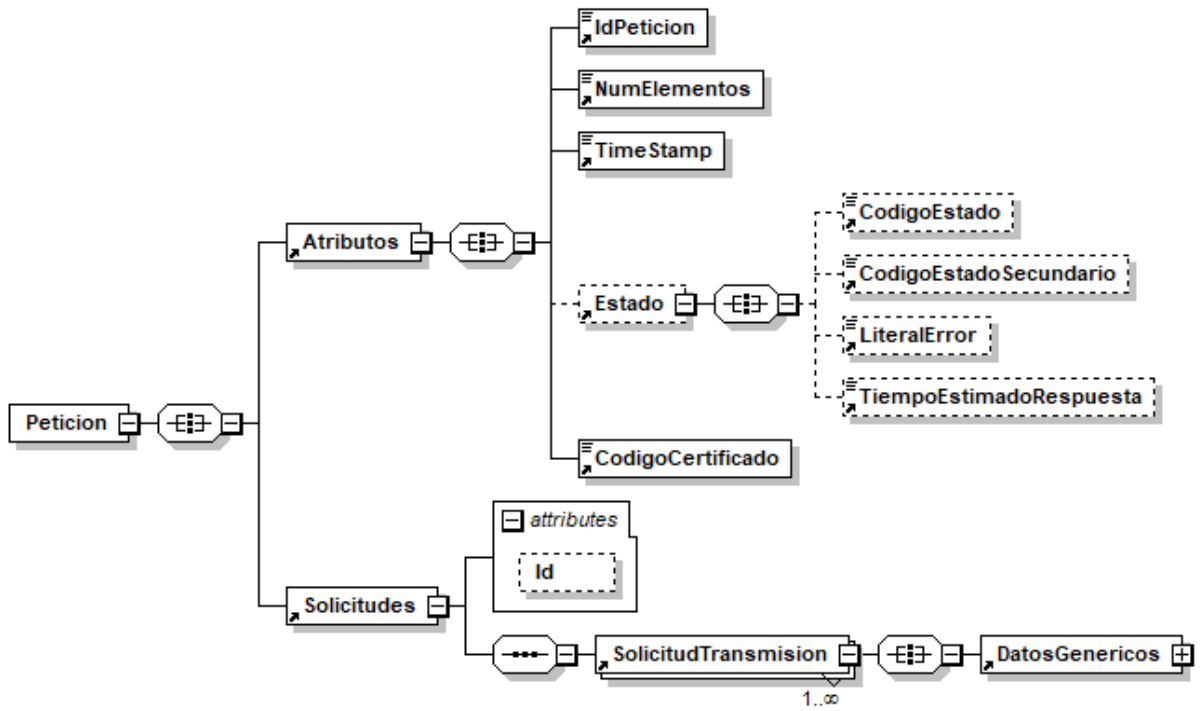 IdPeticion
NumElementos
TimeStamp
CodigoEstado
Atributos
CodigoEstadoSecundario
Estado
LiteralError
TiempoEstimadoRespuesta
Peticion
CodigoCertificado
attributes
Id
Solicitudes
SolicitudTransmision
DatosGenericos
1..∞